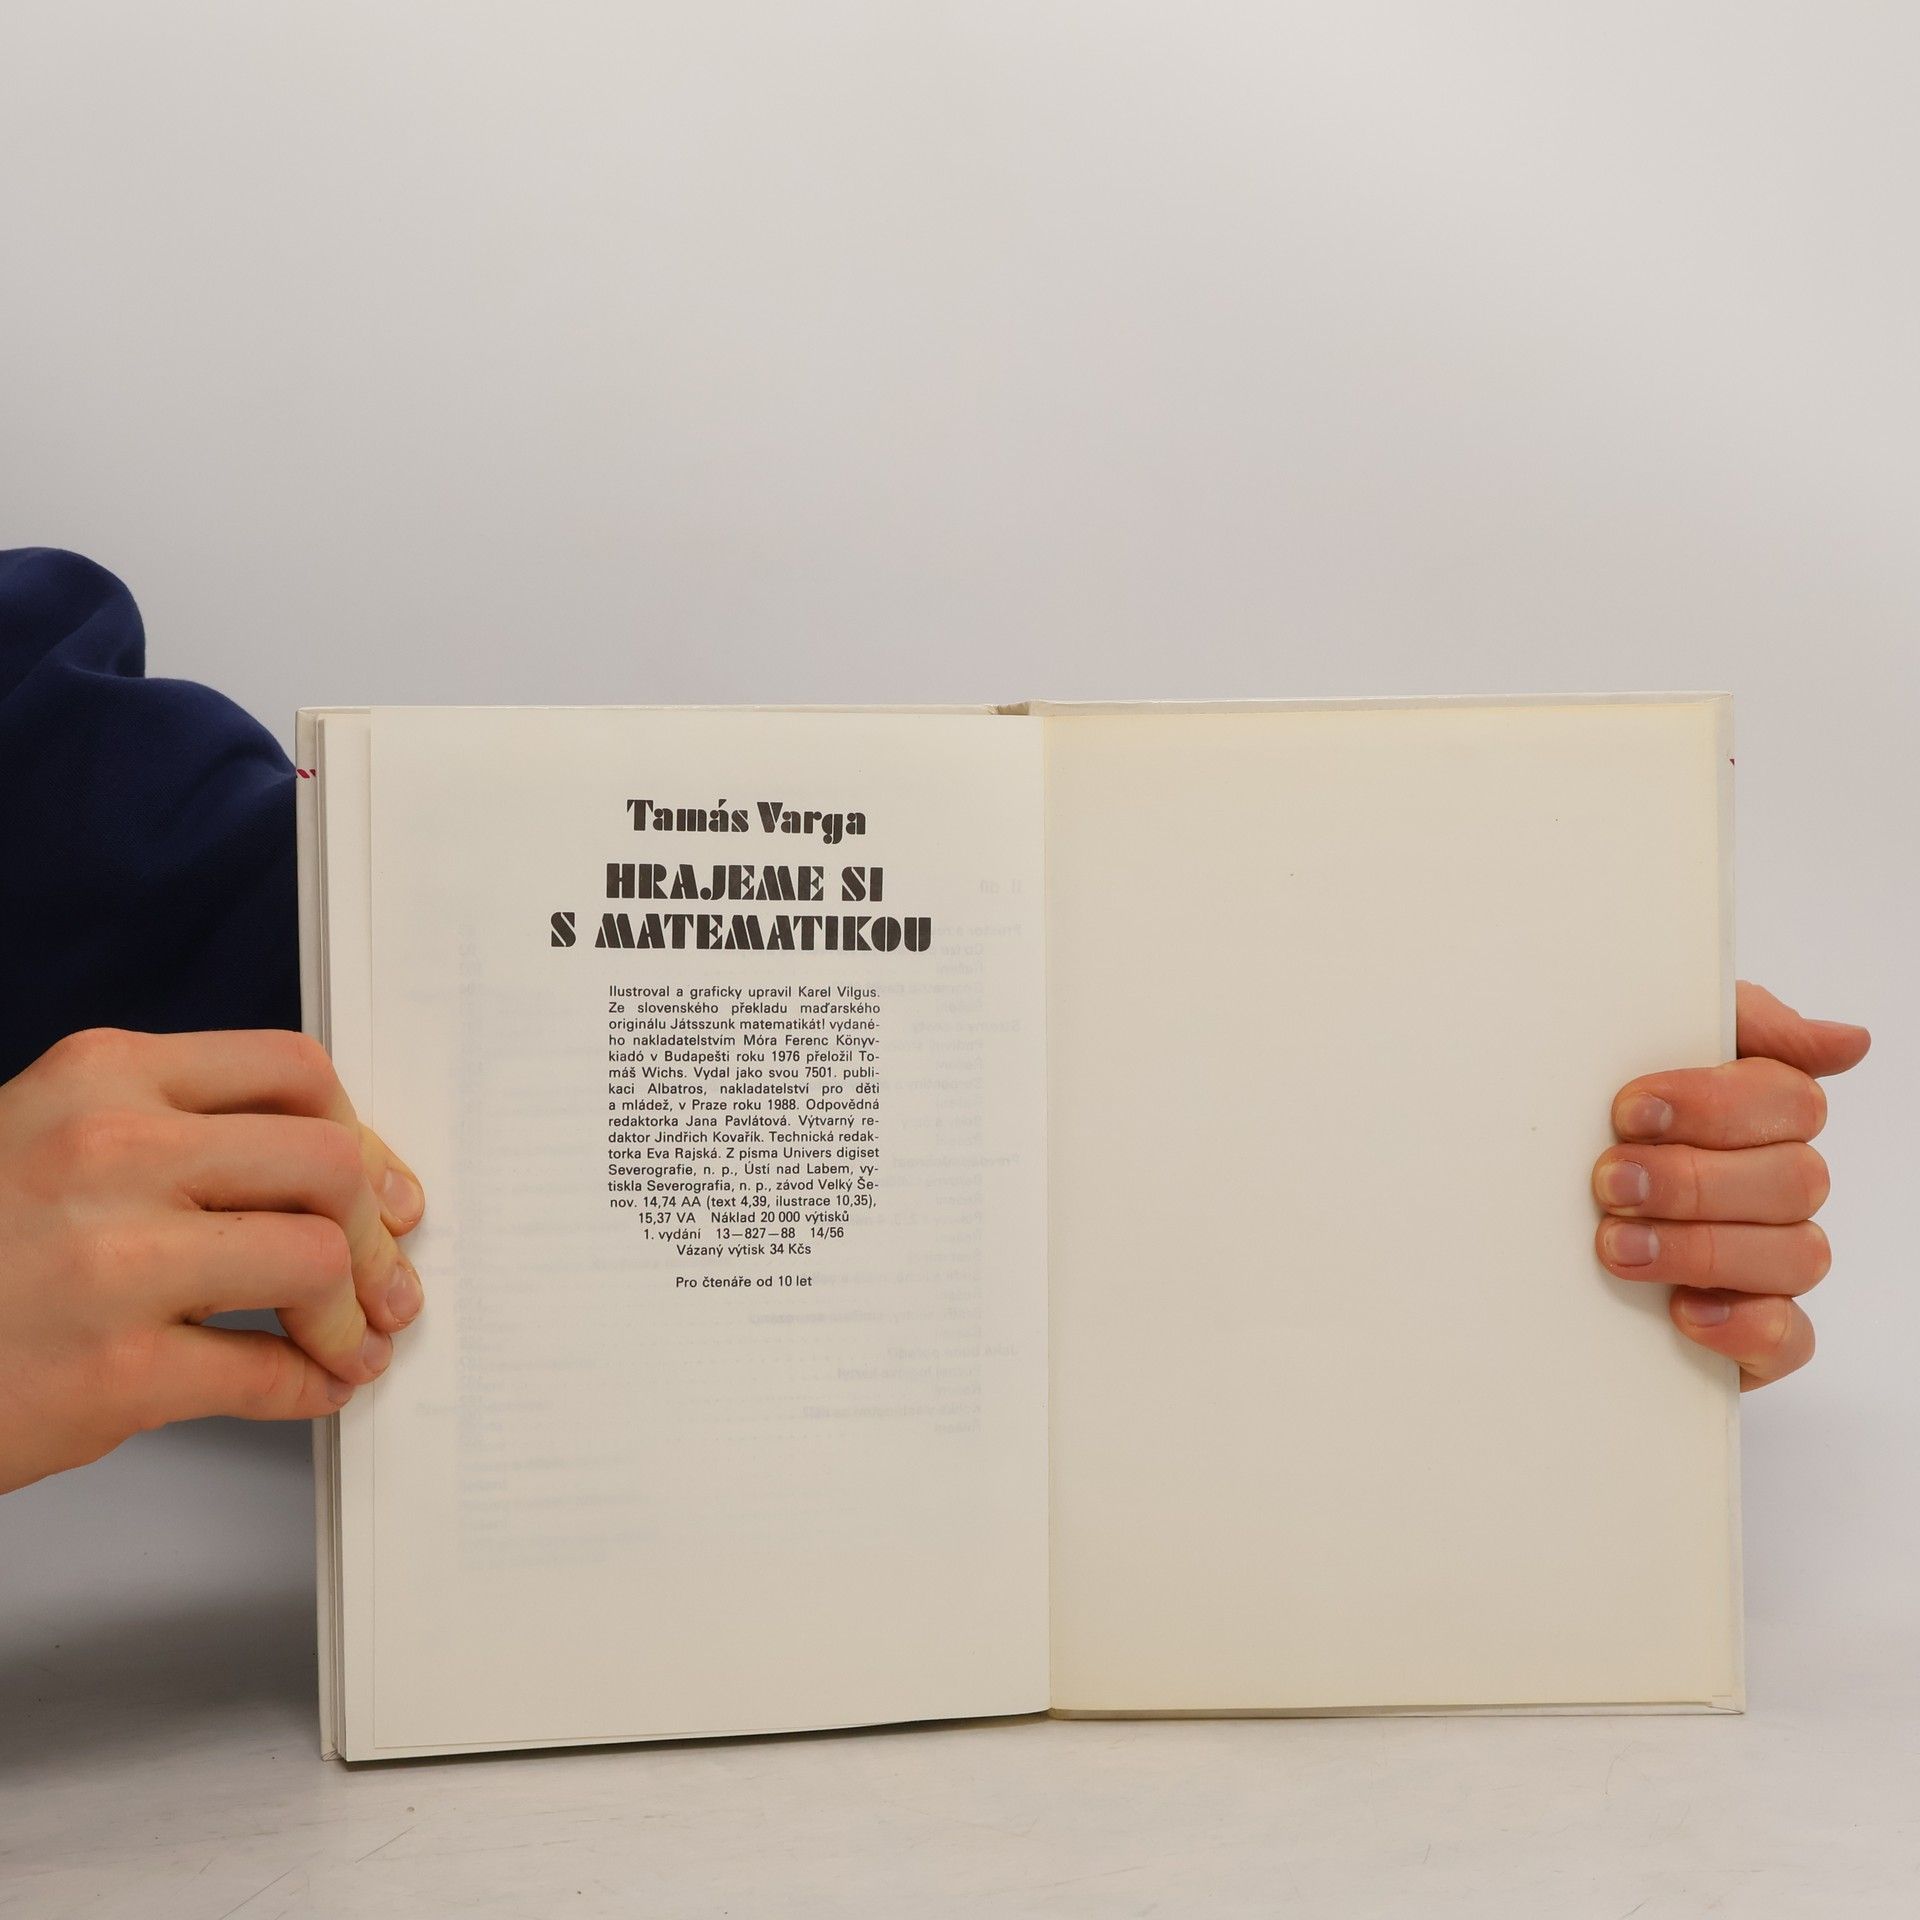 Tamás Varga
HRAJEME SI
S MATEMATIKOU
Ilustroval a graficky upravil Karel Vilgus.
Ze slovenského překladu maďarského
originálu Játsszunk matematikát! vydané-
ho nakladatelstvím Móra Ferenc Könyv-
kiadó v Budapešti roku 1976 přeložil To-
máš Wichs. Vydal jako svou 7501. publi-
kaci Albatros, nakladatelství pro děti
a mládež, v Praze roku 1988. Odpovědná
redaktorka Jana Pavlátová. Výtvarný re-
daktor Jindřich Kovařík. Technická redak-
torka Eva Rajská. Z písma Univers digiset
Severografie, n. p., Ústí nad Labem, vy-
tiskla Severografia, n. p., závod Velký Še-
nov. 14,74 AA (text 4,39, ilustrace 10,35),
15,37 VA Náklad 20 000 výtisků
1. vydání 13—827—88 14/56
Vázaný výtisk 34 Kčs
Pro čtenáře od 10 let